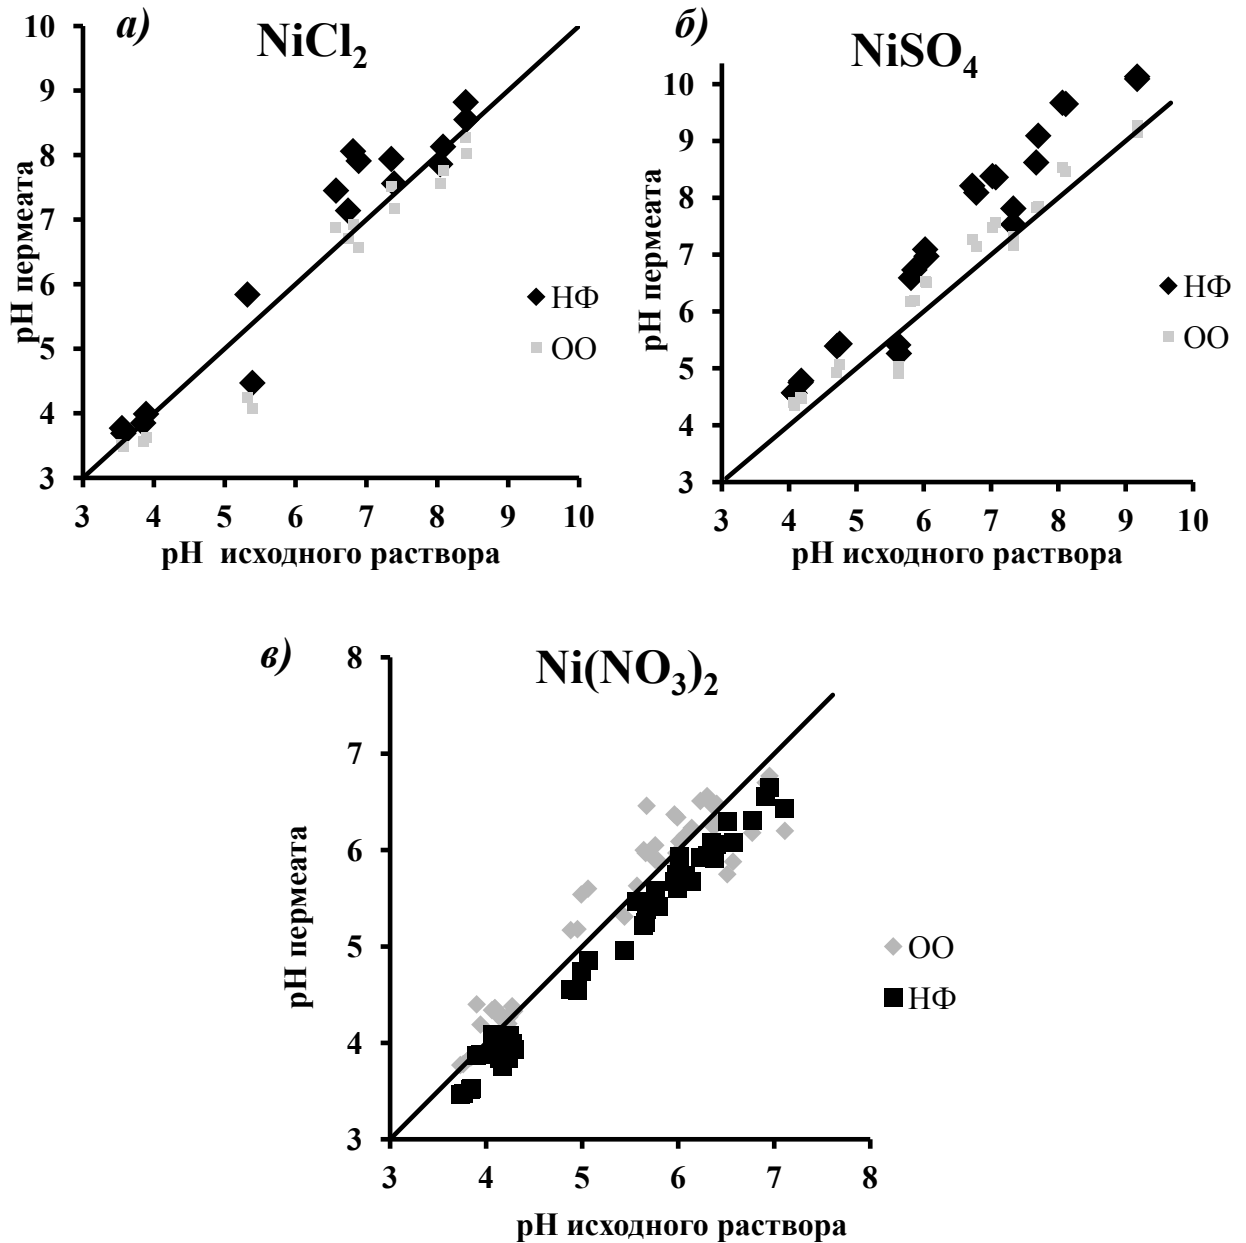 а)
NiCl2
10
9
8
7
6
5
4
3
3 4 5 6 7 8 9 10
pH пермеата
pH исходного раствора
НФ
ОО
б)
NiSO4
10
9
8
7
6
5
4
3
3 4 5 6 7 8 9 10
pH пермеата
pH исходного раствора
НФ
ОО
в)
Ni(NO3)2
8
7
6
5
4
3
3 4 5 6 7 8
pH пермеата
pH исходного раствора
ОО
НФ